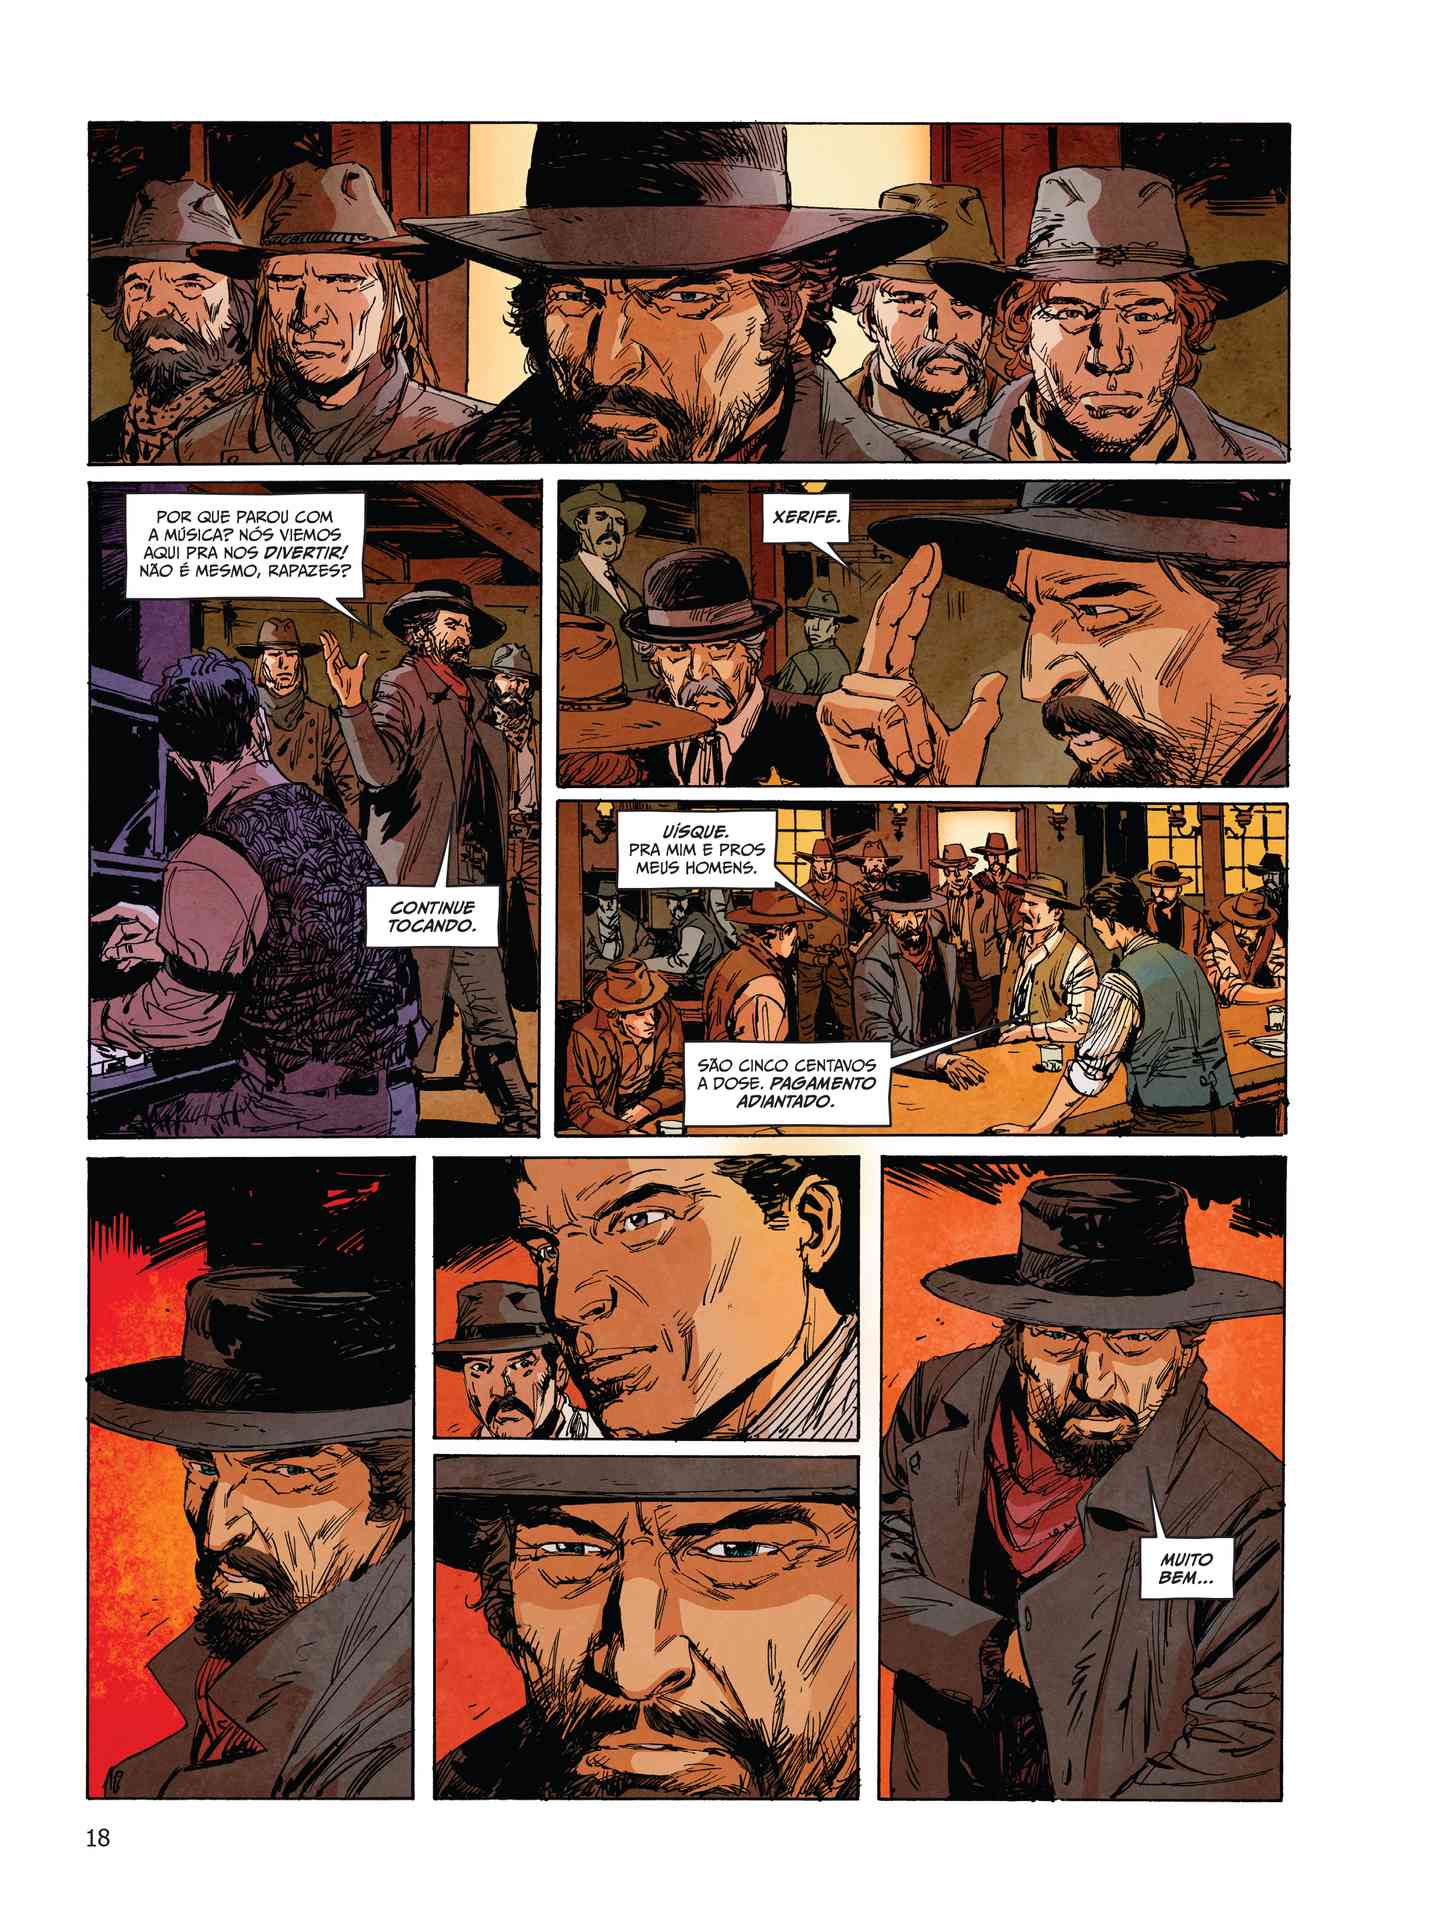 POR QUE PAROU COM
A MÚSICA? NÓS VIEMOS
AQUI PRA NOS DIVERTIR!
NÃO É MESMO, RAPAZES?
CONTINUE
TOCANDO.
XERIFE.
UÍSQUE.
PRA MIM E PROS
MEUS HOMENS.
SÃO CINCO CENTAVOS
A DOSE. PAGAMENTO
ADIANTADO.
MUITO
BEM...
18